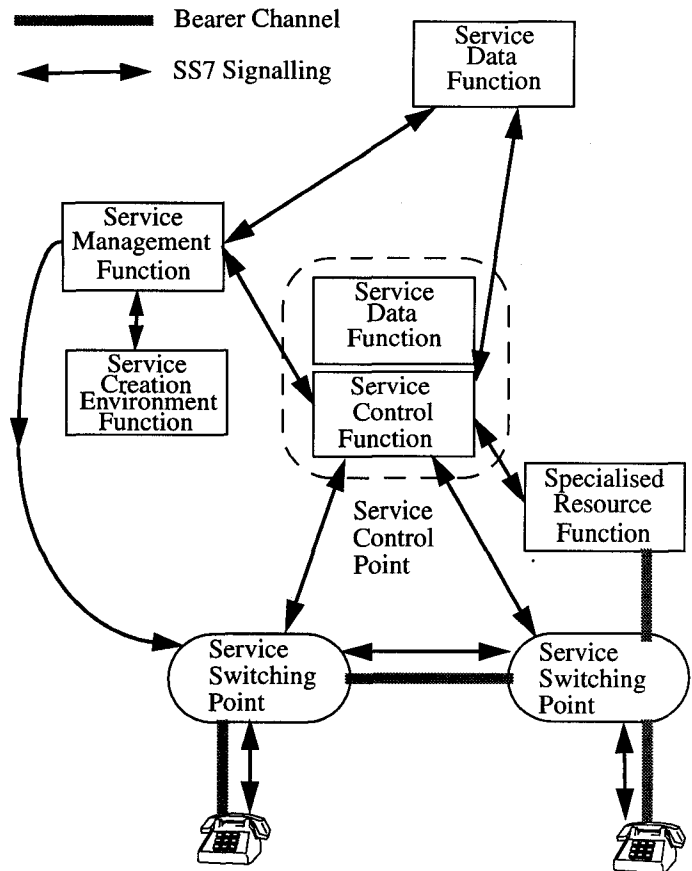 Bearer Channel
SS7 Signalling
Service
Data
Function
Service
Management
Function
Service
Data
Function
Service
Creation
Environment
Function
Service
Control
Function
Specialised
Resource
Function
Service
Control
Point
Service
Switching
Point
Service
Switching
Point